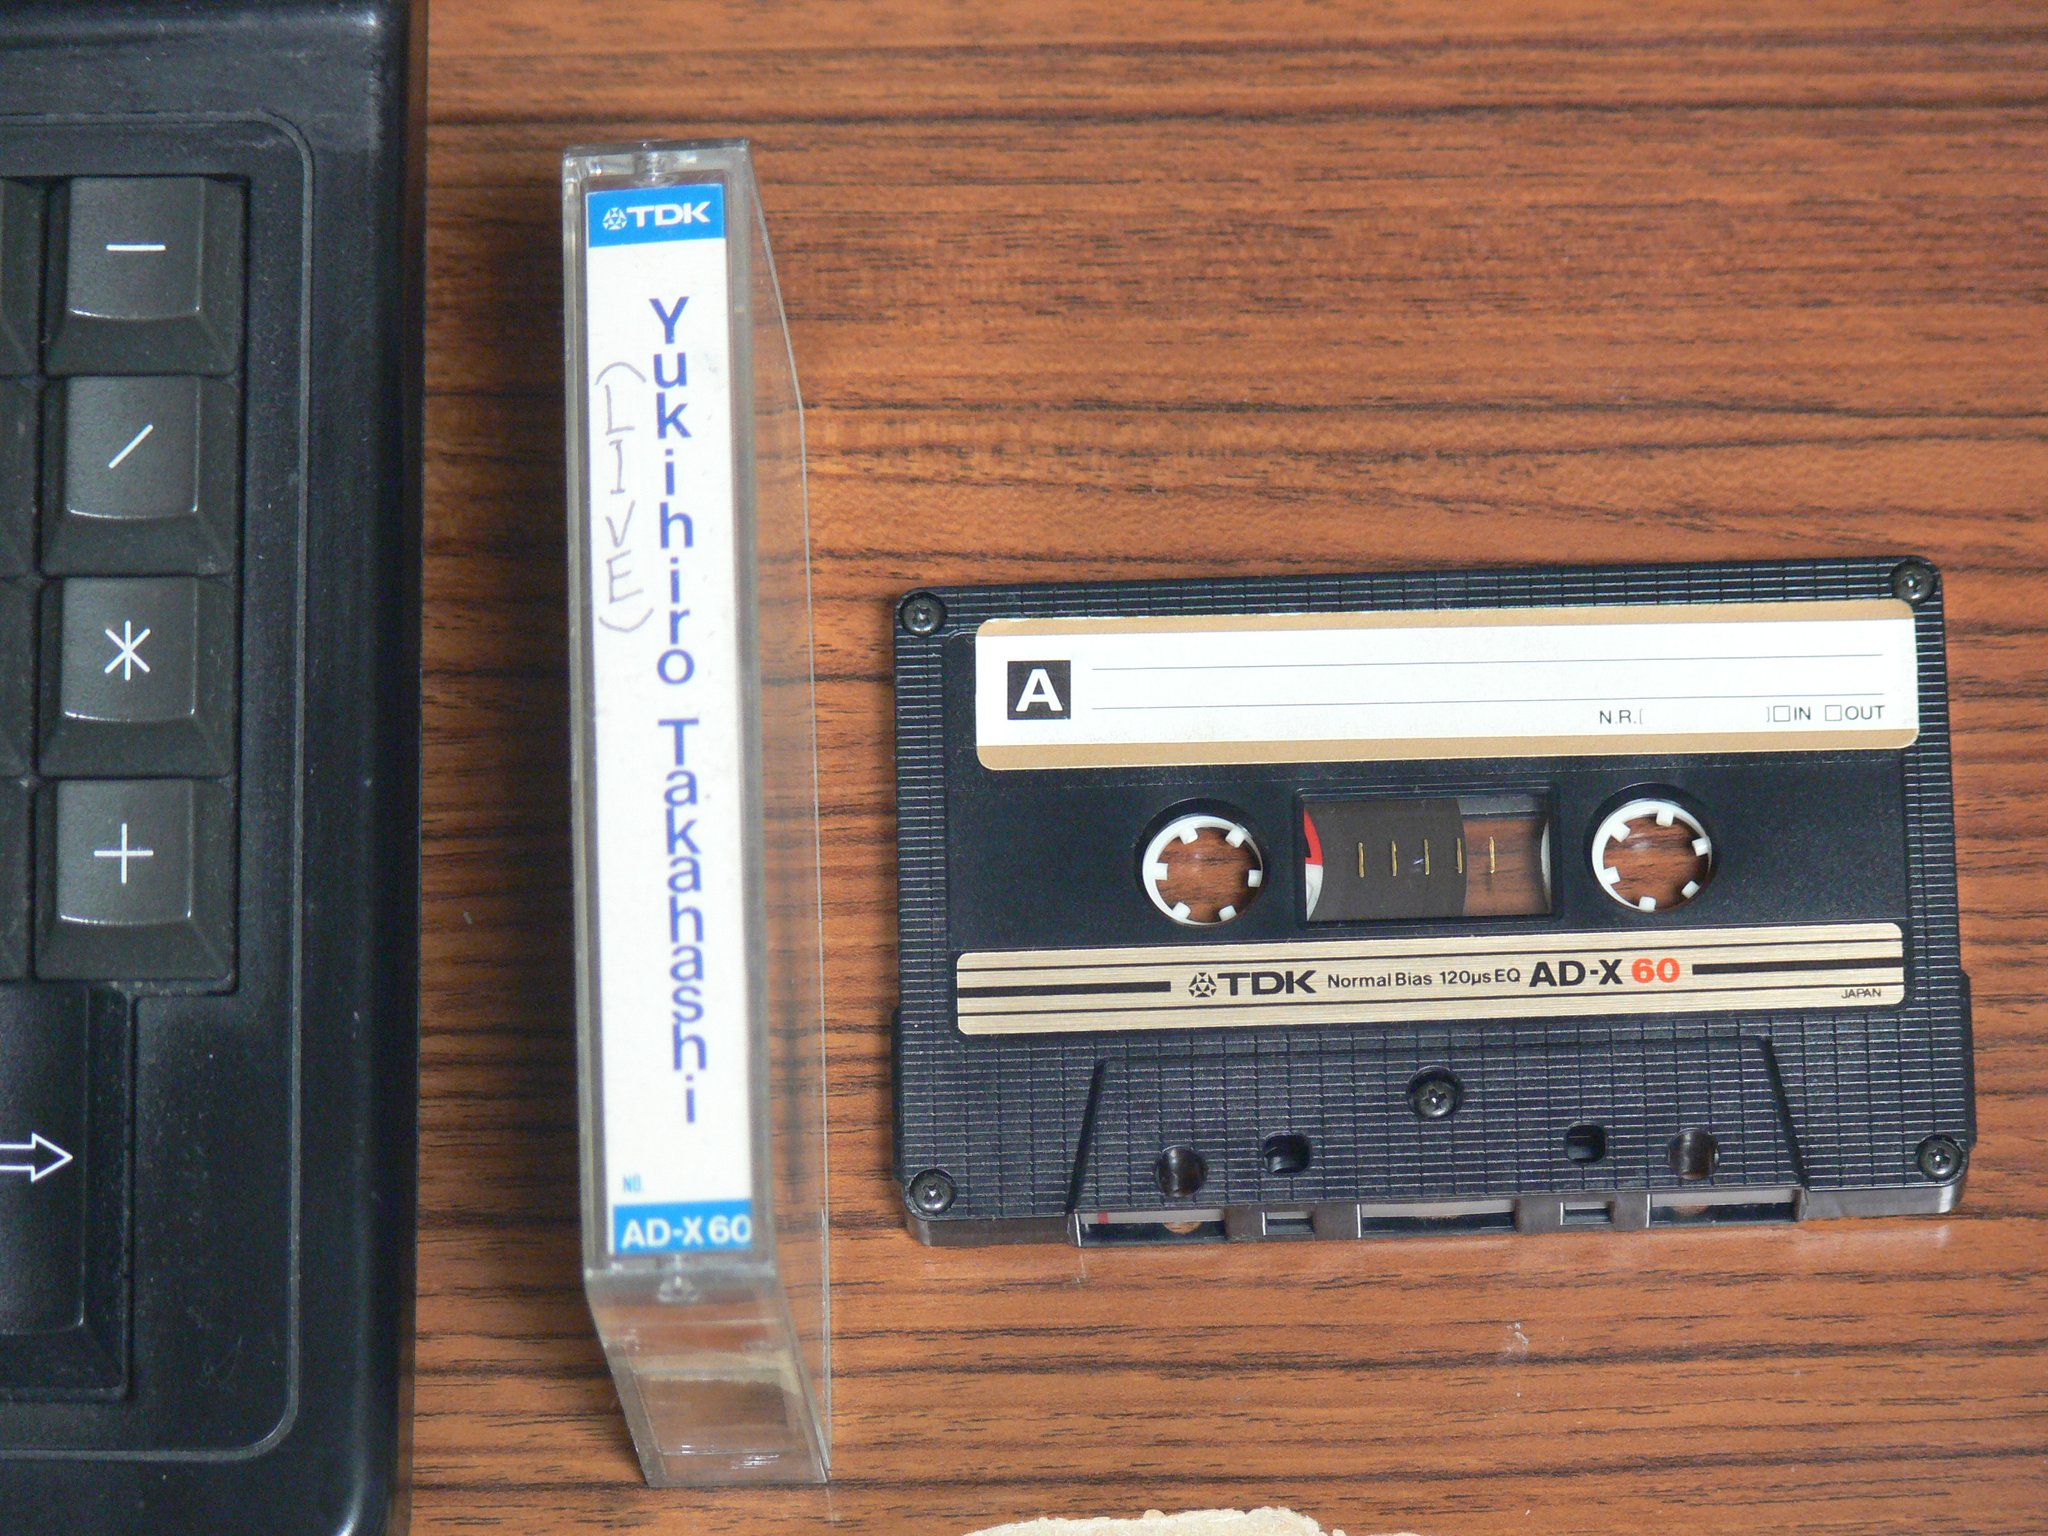 −
/
*
+
⇨
TDK
Yukihiro Takahashi
(LIVE)
NO.
AD-X60
A
N.R.[ ]□IN □OUT
TDK Normal Bias 120μs EQ AD-X 60
JAPAN